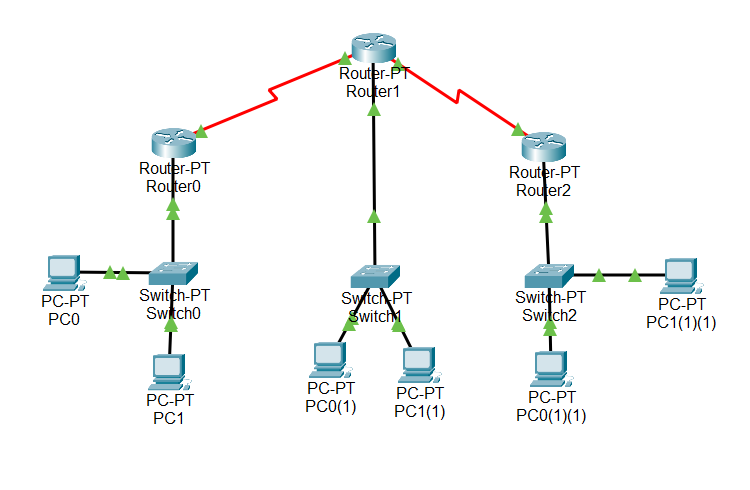 Router-PT
Router1
Router-PT
Router0
Router-PT
Router2
PC-PT
PC0
Switch-PT
Switch0
Switch-PT
Switch1
Switch-PT
Switch2
PC-PT
PC1(1)(1)
PC-PT
PC1
PC-PT
PC0(1)
PC-PT
PC1(1)
PC-PT
PC0(1)(1)